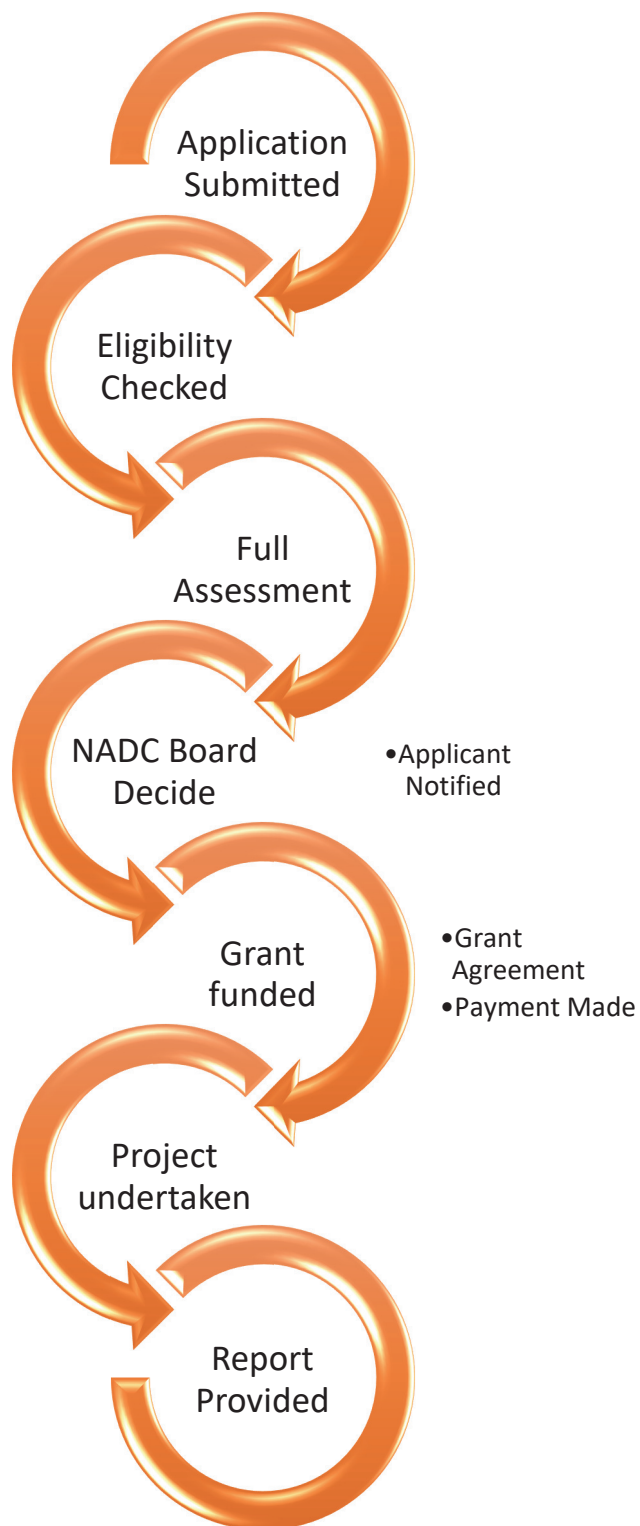 Application
Submitted
Eligibility
Checked
Full
Assessment
NADC Board
Decide
•Applicant
Notified
Grant
funded
•Grant
Agreement
•Payment Made
Project
undertaken
Report
Provided